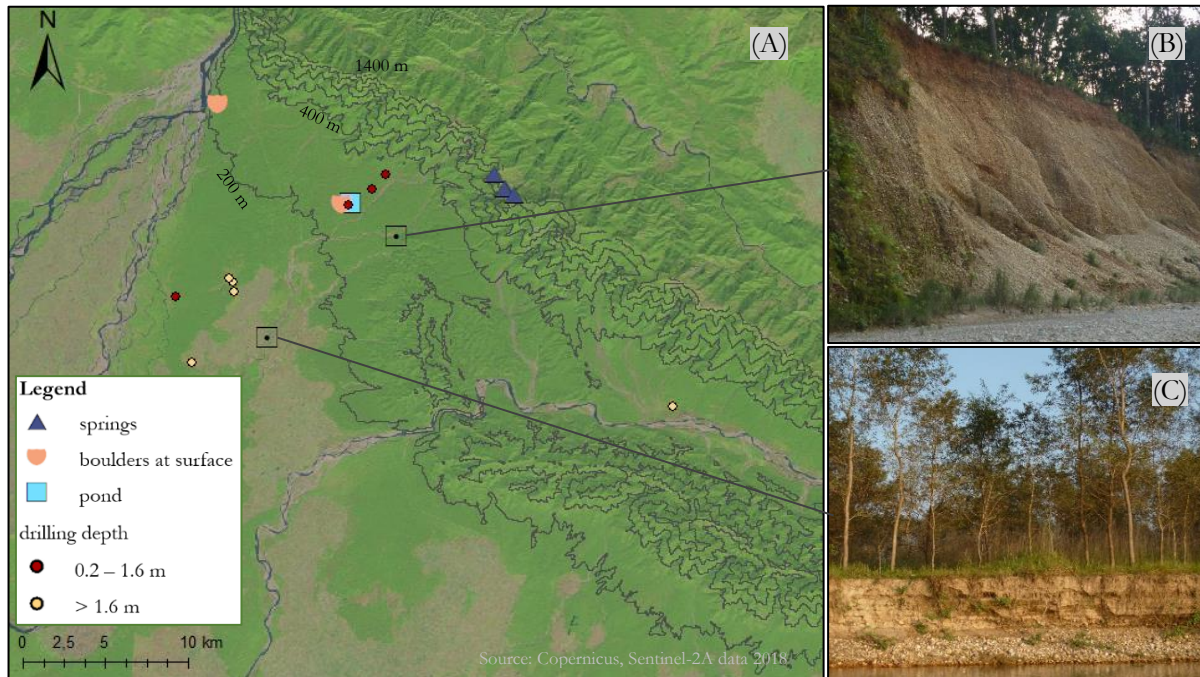 N
(A)
1400 m
400 m
200 m
Legend
springs
boulders at surface
pond
drilling depth
0.2 – 1.6 m
> 1.6 m
0 2,5 5 10 km
Source: Copernicus, Sentinel-2A data 2018
(B)
(C)